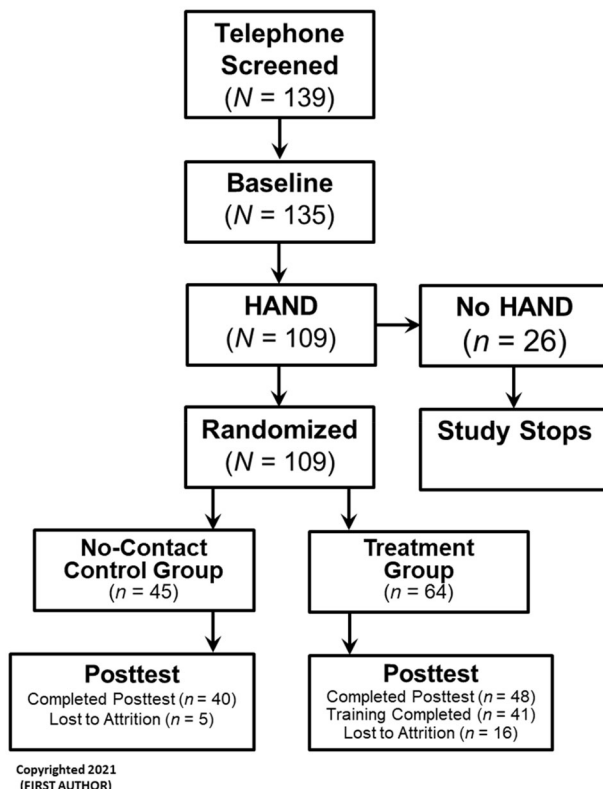 Telephone
Screened
(N = 139)
Baseline
(N = 135)
HAND
(N = 109)
No HAND
(n = 26)
Randomized
(N = 109)
Study Stops
No-Contact
Control Group
(n = 45)
Treatment
Group
(n = 64)
Posttest
Completed Posttest (n = 40)
Lost to Attrition (n = 5)
Posttest
Completed Posttest (n = 48)
Training Completed (n = 41)
Lost to Attrition (n = 16)
Copyrighted 2021
(FIRST AUTHOR)